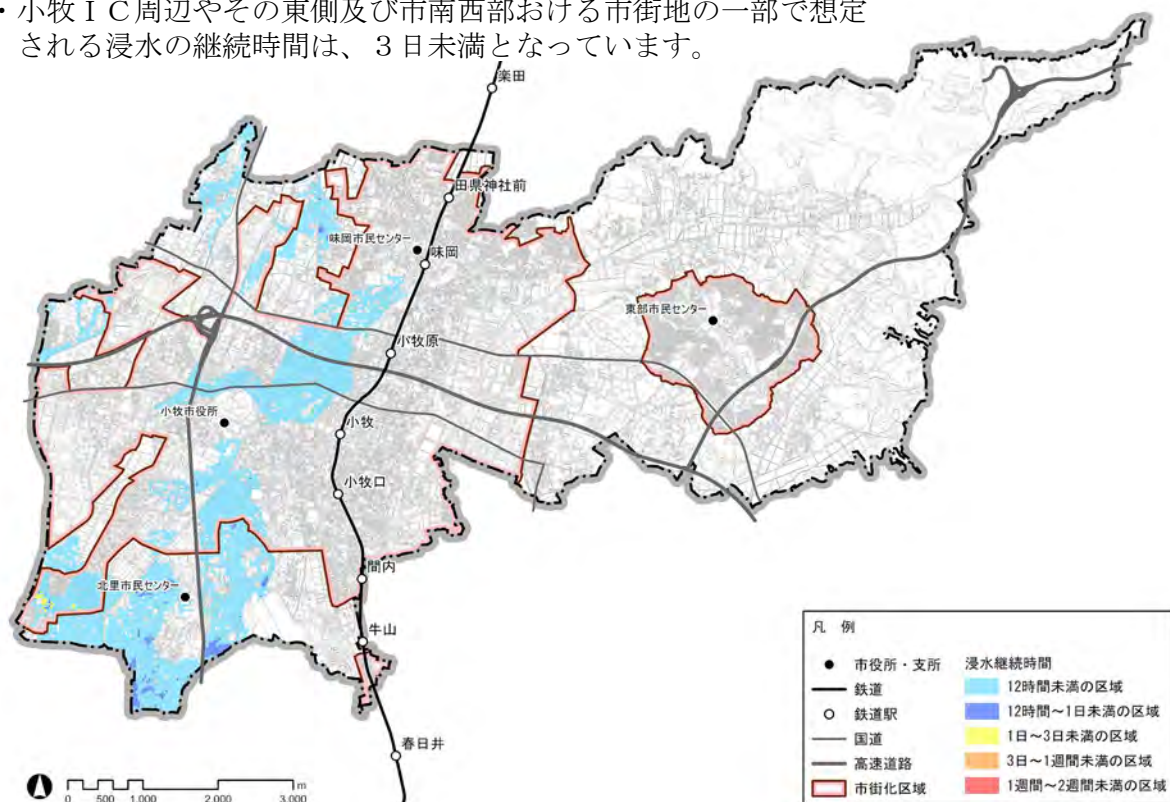 ・小牧ＩＣ周辺やその東側及び市南西部おける市街地の一部で想定
される浸水の継続時間は、３日未満となっています。
楽田
田県神社前
味岡市民センター
味岡
東部市民センター
小牧原
小牧市役所
小牧
小牧口
間内
北里市民センター
牛山
春日井
0 500 1,000 2,000 3,000 m
凡 例
市役所・支所
鉄道
鉄道駅
国道
高速道路
市街化区域
浸水継続時間
12時間未満の区域
12時間～1日未満の区域
1日～3日未満の区域
3日～1週間未満の区域
1週間～2週間未満の区域